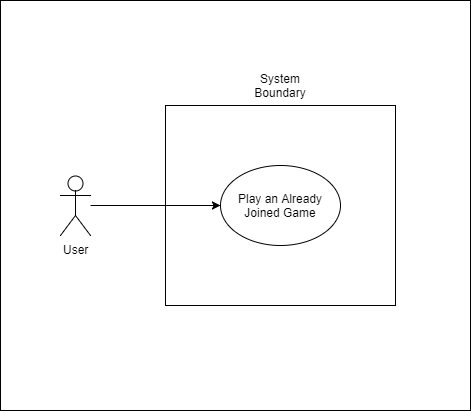 System
Boundary
Play an Already
Joined Game
User